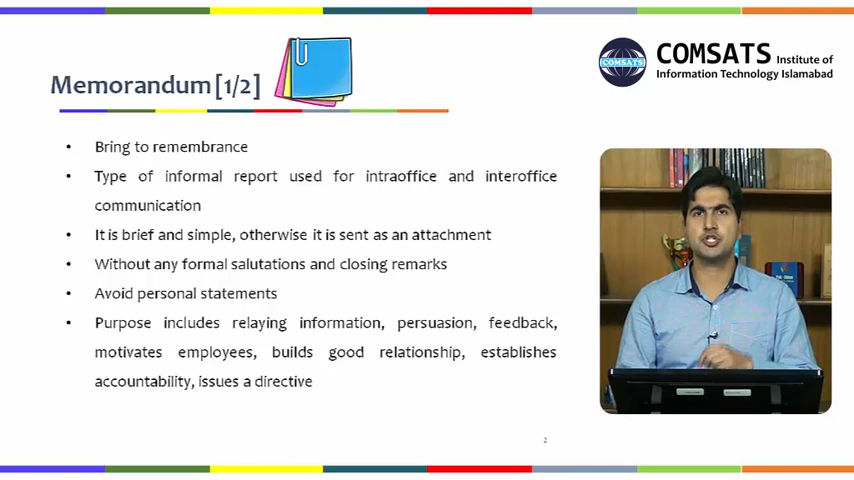 COMSATS
COMSATS Institute of
Information Technology Islamabad
Memorandum [1/2]
• Bring to remembrance
• Type of informal report used for intraoffice and interoffice
communication
• It is brief and simple, otherwise it is sent as an attachment
• Without any formal salutations and closing remarks
• Avoid personal statements
• Purpose includes relaying information, persuasion, feedback,
motivates employees, builds good relationship, establishes
accountability, issues a directive
2